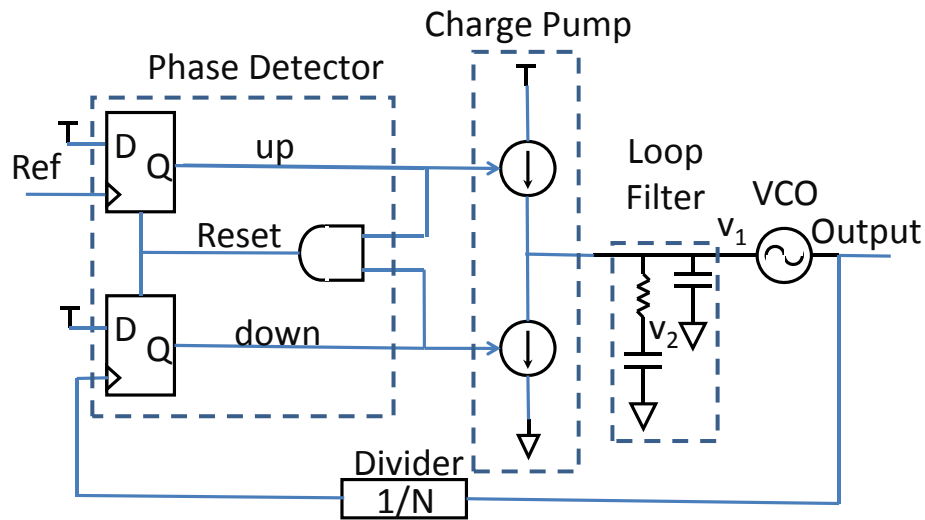 Charge Pump
Phase Detector
D
Q
up
Ref
Loop
Filter
VCO
v1
Output
Reset
D
Q
down
v2
Divider
1/N